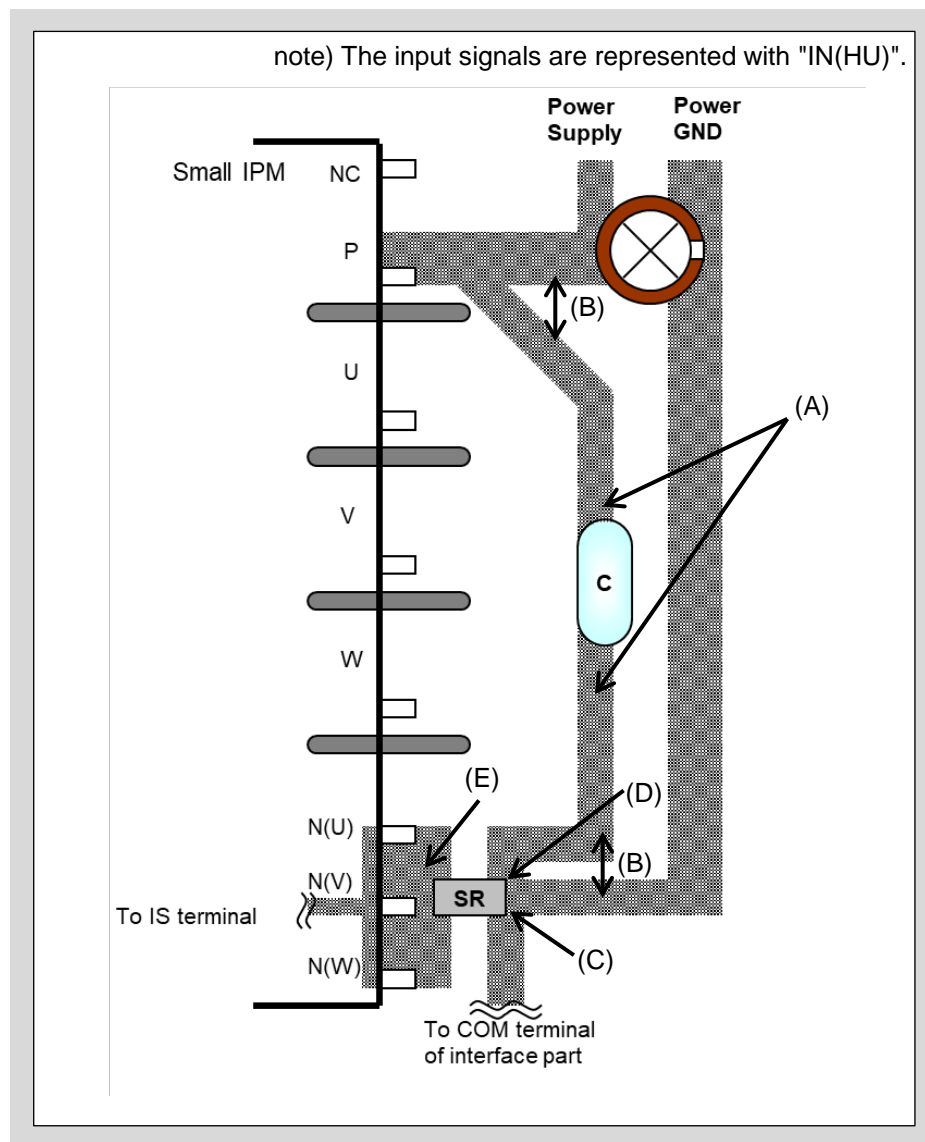 note) The input signals are represented with "IN(HU)".
Power
Supply
Power
GND
Small IPM
NC
P
(B)
U
(A)
V
C
W
(E)
(D)
N(U)
(B)
N(V)
SR
To IS terminal
(C)
N(W)
To COM terminal
of interface part